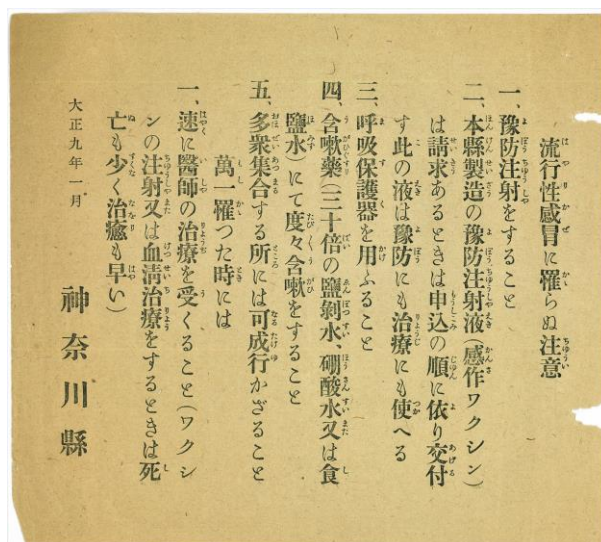 流行性感冒に罹らぬ注意
一、豫防注射をすること
二、本縣製造の豫防注射液（感作ワクシン）
は請求あるときは申込の順に依り交付
す此の液は豫防にも治療にも使へる
三、呼吸保護器を用ふること
四、含嗽藥（三十倍の鹽剝水、硼酸水又は食
鹽水）にて度々含嗽をすること
五、多衆集合する所には可成行かざること
萬一罹つた時には
一、速に醫師の治療を受くること（ワクシ
ンの注射又は血淸治療をするときは死
亡も少く治癒も早い）
大正九年一月
神奈川縣